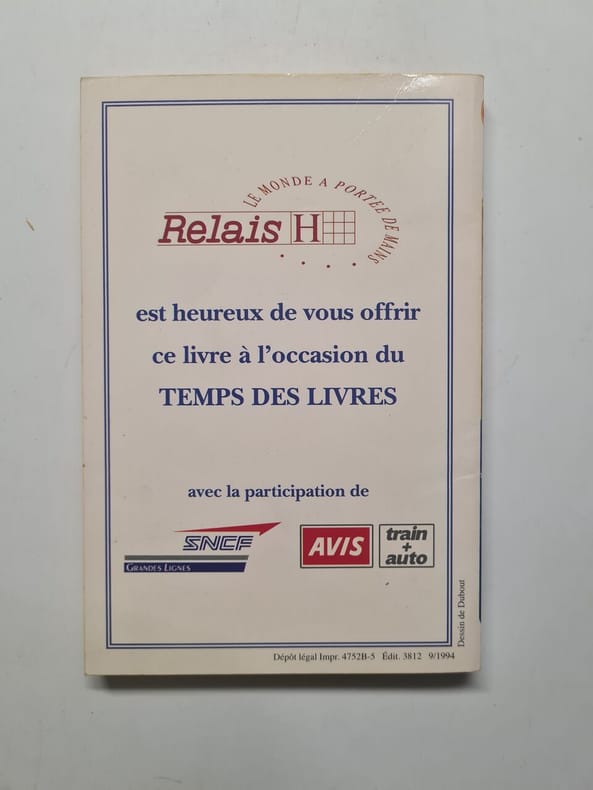 LE MONDE A PORTEE DE MAINS
Relais H
est heureux de vous offrir
ce livre à l'occasion du
TEMPS DES LIVRES
avec la participation de
SNCF
GRANDES LIGNES
AVIS
train
+
auto
Dessin de Dubout
Dépôt légal Impr. 4752B-5 Édit. 3812 9/1994